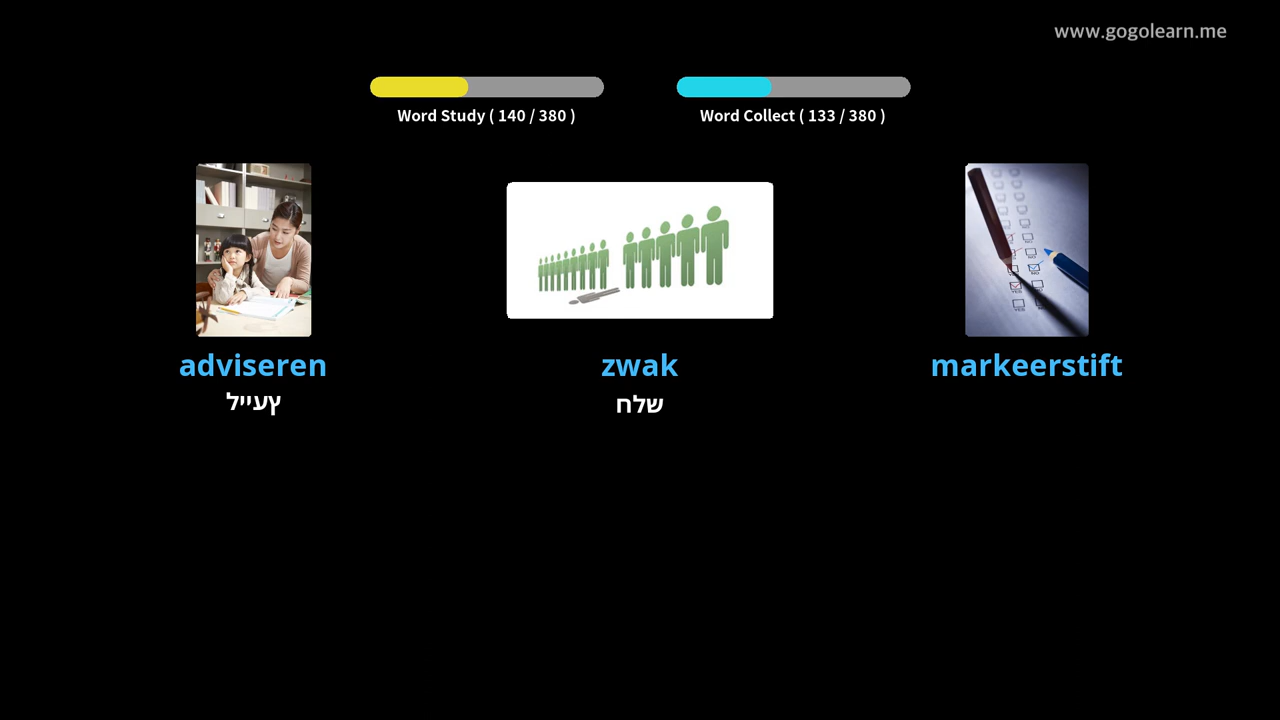 www.gogolearn.me
Word Study ( 140 / 380 )
Word Collect ( 133 / 380 )
adviseren
ץעייל
zwak
שלח
markeerstift